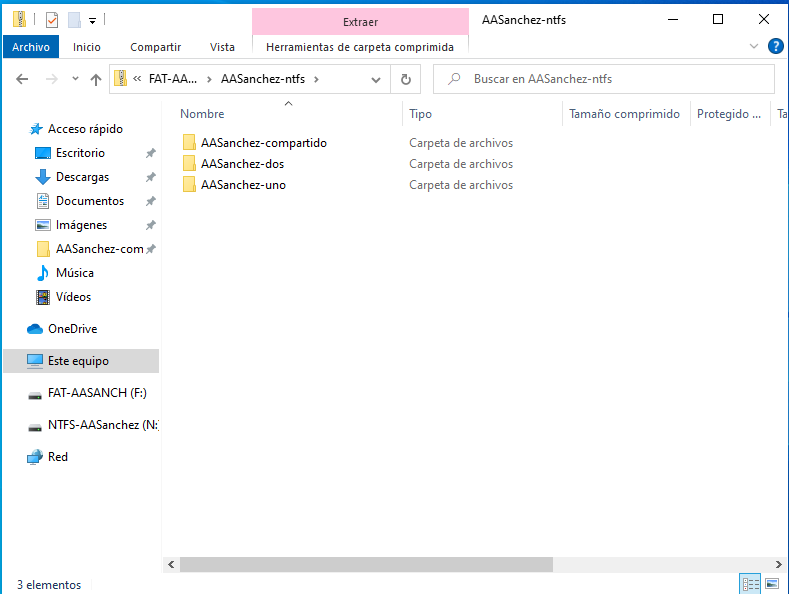 Extraer
AASanchez-ntfs
Archivo
Inicio
Compartir
Vista
Herramientas de carpeta comprimida
?
« FAT-AA... > AASanchez-ntfs >
Buscar en AASanchez-ntfs
Nombre
Tipo
Tamaño comprimido
Protegido ...
Ta
AASanchez-compartido
Carpeta de archivos
AASanchez-dos
Carpeta de archivos
AASanchez-uno
Carpeta de archivos
Acceso rápido
Escritorio
Descargas
Documentos
Imágenes
AASanchez-com
Música
Vídeos
OneDrive
Este equipo
FAT-AASANCH (F:)
NTFS-AASanchez (N:
Red
3 elementos